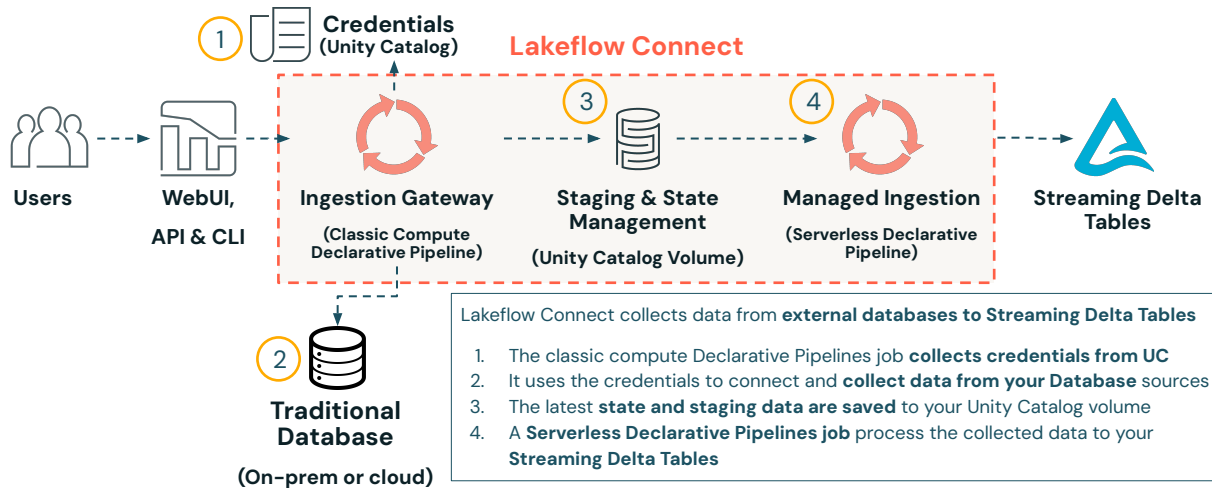 1
Credentials
(Unity Catalog)
Lakeflow Connect
3
4
Users
WebUI,
API & CLI
Ingestion Gateway
(Classic Compute
Declarative Pipeline)
Staging & State
Management
(Unity Catalog Volume)
Managed Ingestion
(Serverless Declarative
Pipeline)
Streaming Delta
Tables
2
Traditional
Database
(On-prem or cloud)
Lakeflow Connect collects data from external databases to Streaming Delta Tables
1. The classic compute Declarative Pipelines job collects credentials from UC
2. It uses the credentials to connect and collect data from your Database sources
3. The latest state and staging data are saved to your Unity Catalog volume
4. A Serverless Declarative Pipelines job process the collected data to your
Streaming Delta Tables